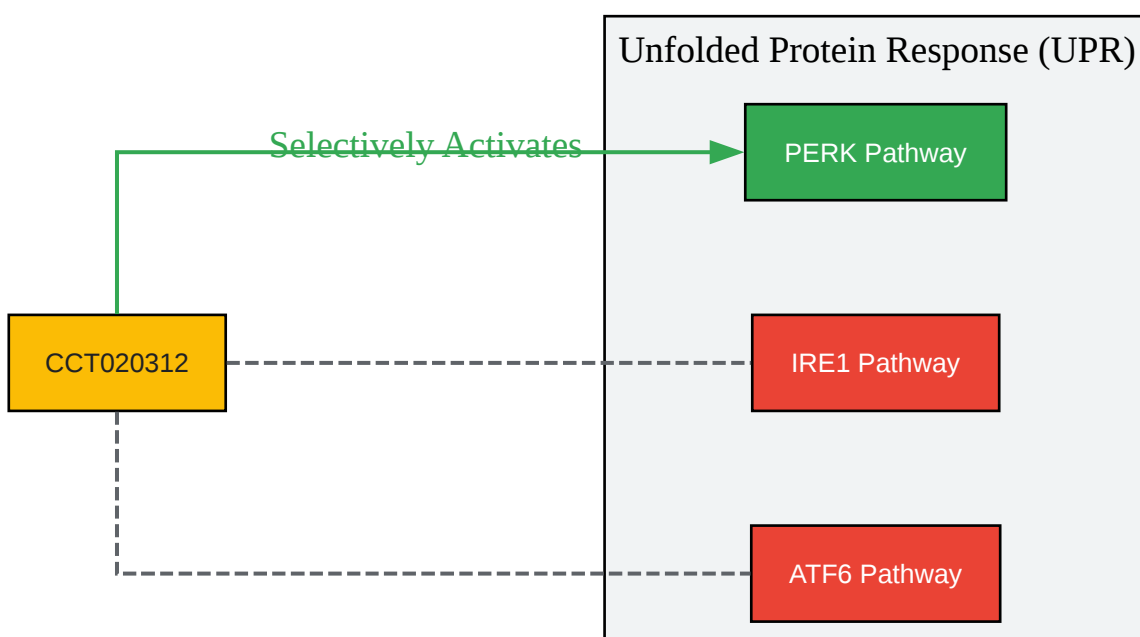 Unfolded Protein Response (UPR)
Selectively Activates
PERK Pathway
CCT020312
IRE1 Pathway
ATF6 Pathway